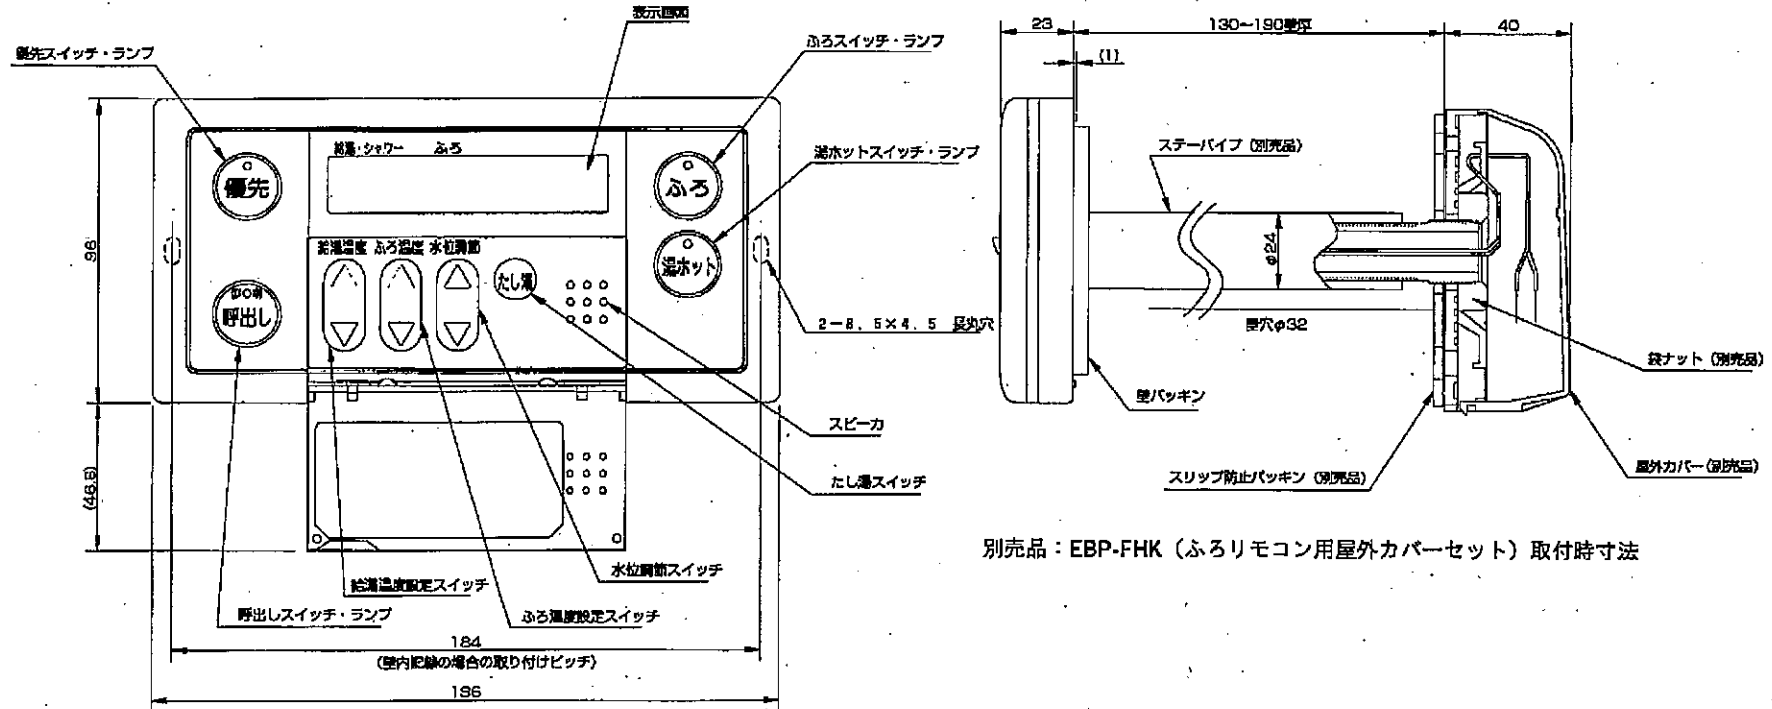 表示画面
優先スイッチ・ランプ
ふろスイッチ・ランプ
給湯・シャワー ふろ
優先
ふろ
湯ホットスイッチ・ランプ
給湯温度 ふろ温度 水位調節
湯ホット
たし湯
呼出し
96
2-8.5×4.5 長丸穴
スピーカ
たし湯スイッチ
(46.6)
水位調節スイッチ
給湯温度設定スイッチ
呼出しスイッチ・ランプ
ふろ温度設定スイッチ
184
(壁内配線の場合の取り付けピッチ)
196
23
130~190壁厚
40
(1)
ステーパイプ (別売品)
φ24
壁穴φ32
袋ナット (別売品)
壁パッキン
スリップ防止パッキン (別売品)
屋外カバー (別売品)
別売品：EBP-FHK（ふろリモコン用屋外カバーセット）取付時寸法